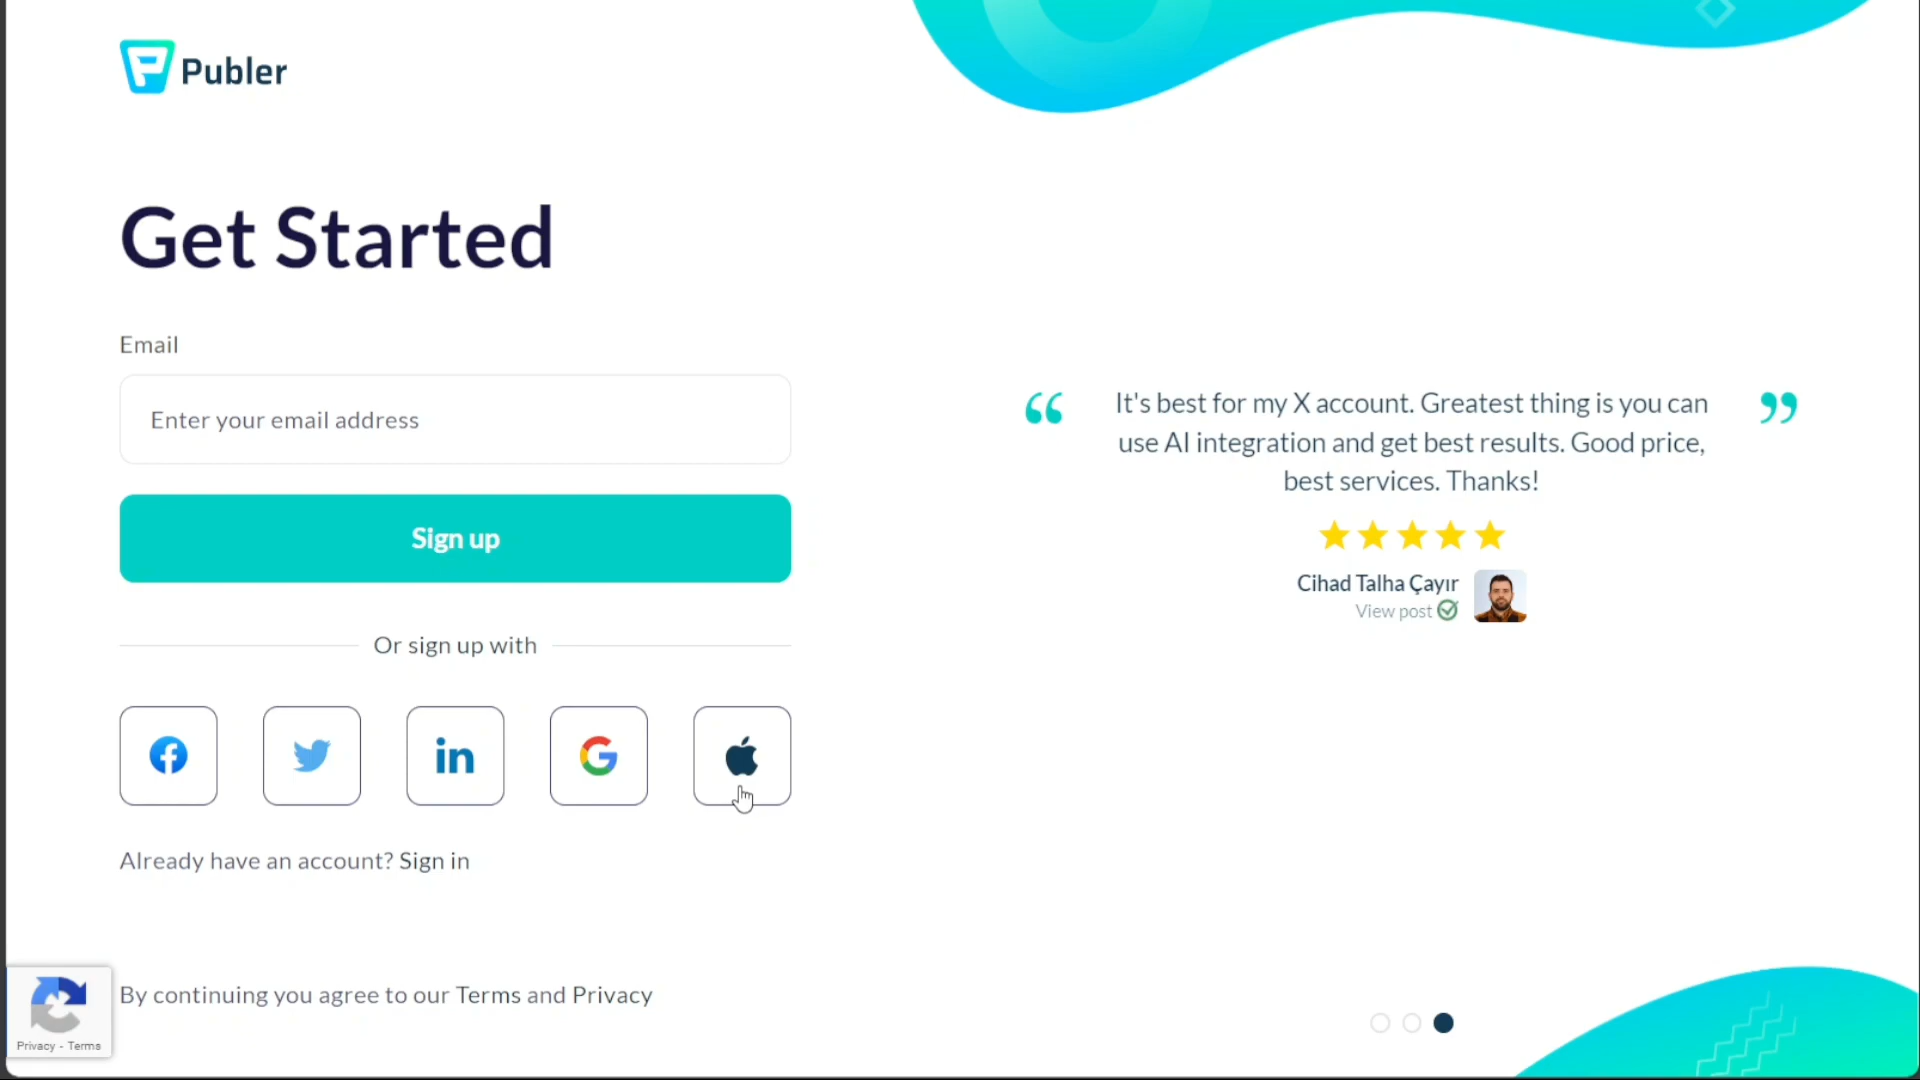 Publer
Get Started
Email
Enter your email address
Sign up
Or sign up with
Already have an account? Sign in
By continuing you agree to our Terms and Privacy
Privacy - Terms
It's best for my X account. Greatest thing is you can
use AI integration and get best results. Good price,
best services. Thanks!
Cihad Talha Çayır
View post